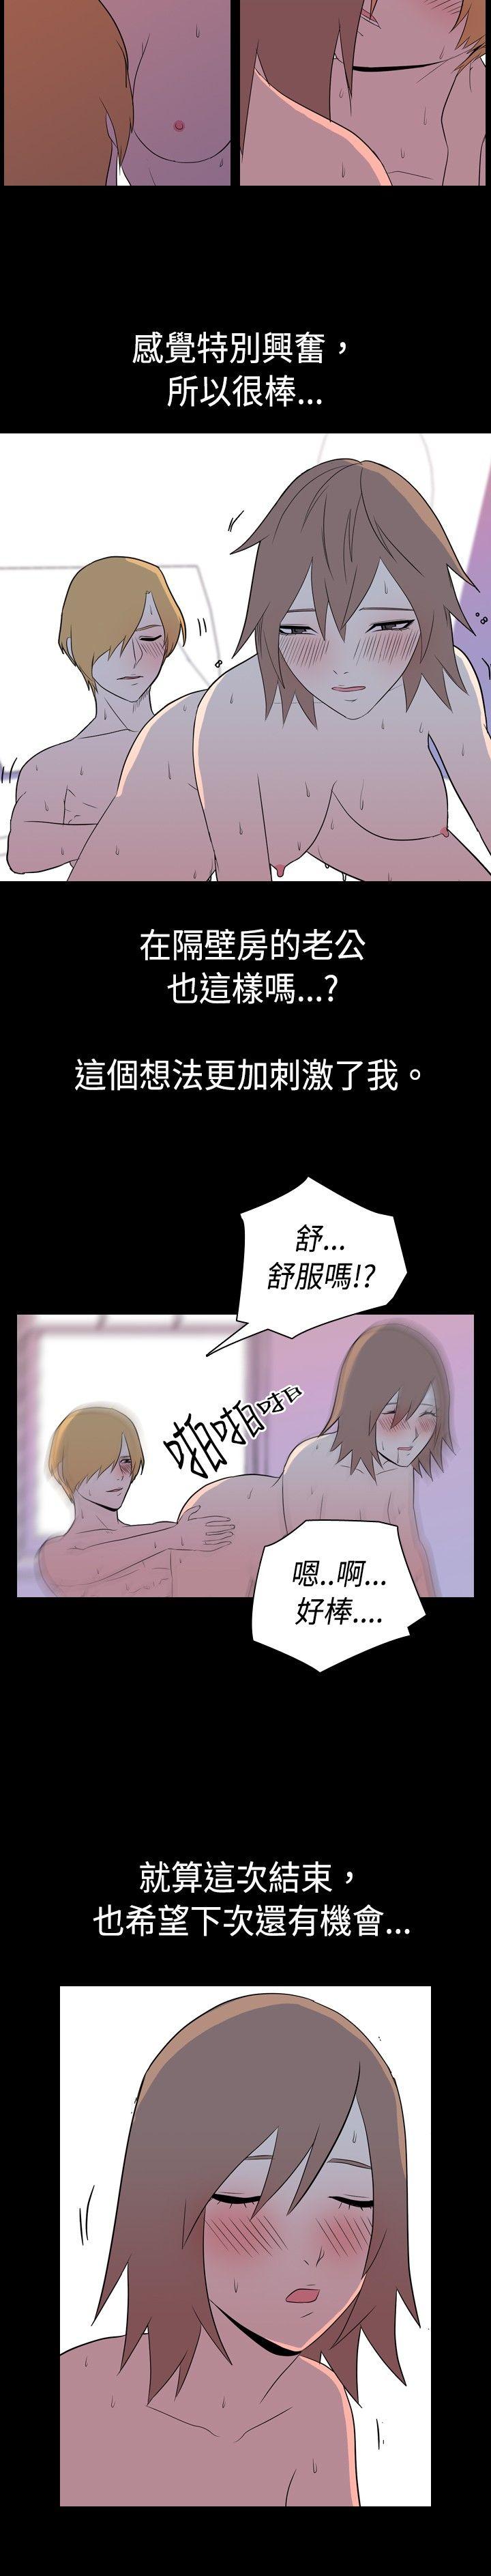 感覺特別興奮，
所以很棒...
在隔壁房的老公
也這樣嗎...?
這個想法更加刺激了我。
舒...
舒服嗎!?
啪啪啪
嗯..啊...
好棒....
就算這次結束，
也希望下次還有機會...